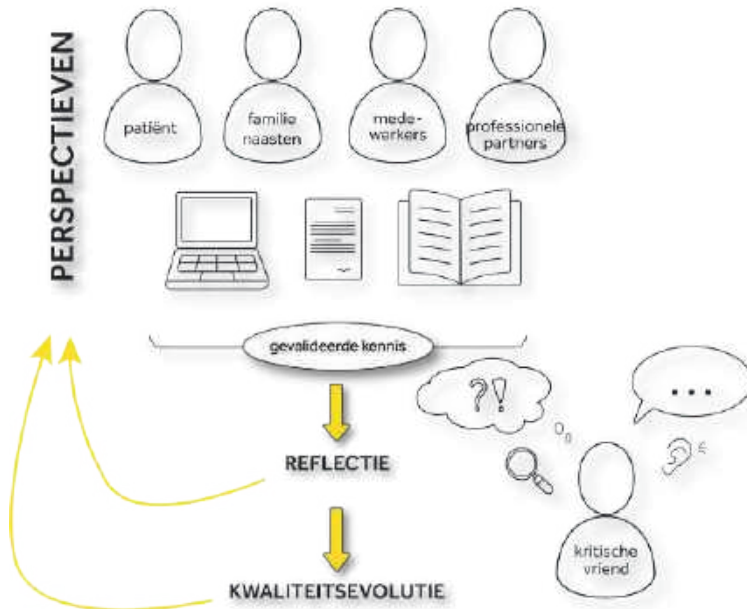 PERSPECTIEVEN
patiënt
familie
naasten
mede-
werkers
professionele
partners
gevalideerde kennis
?!
...
REFLECTIE
kritische
vriend
KWALITEITSEVOLUTIE